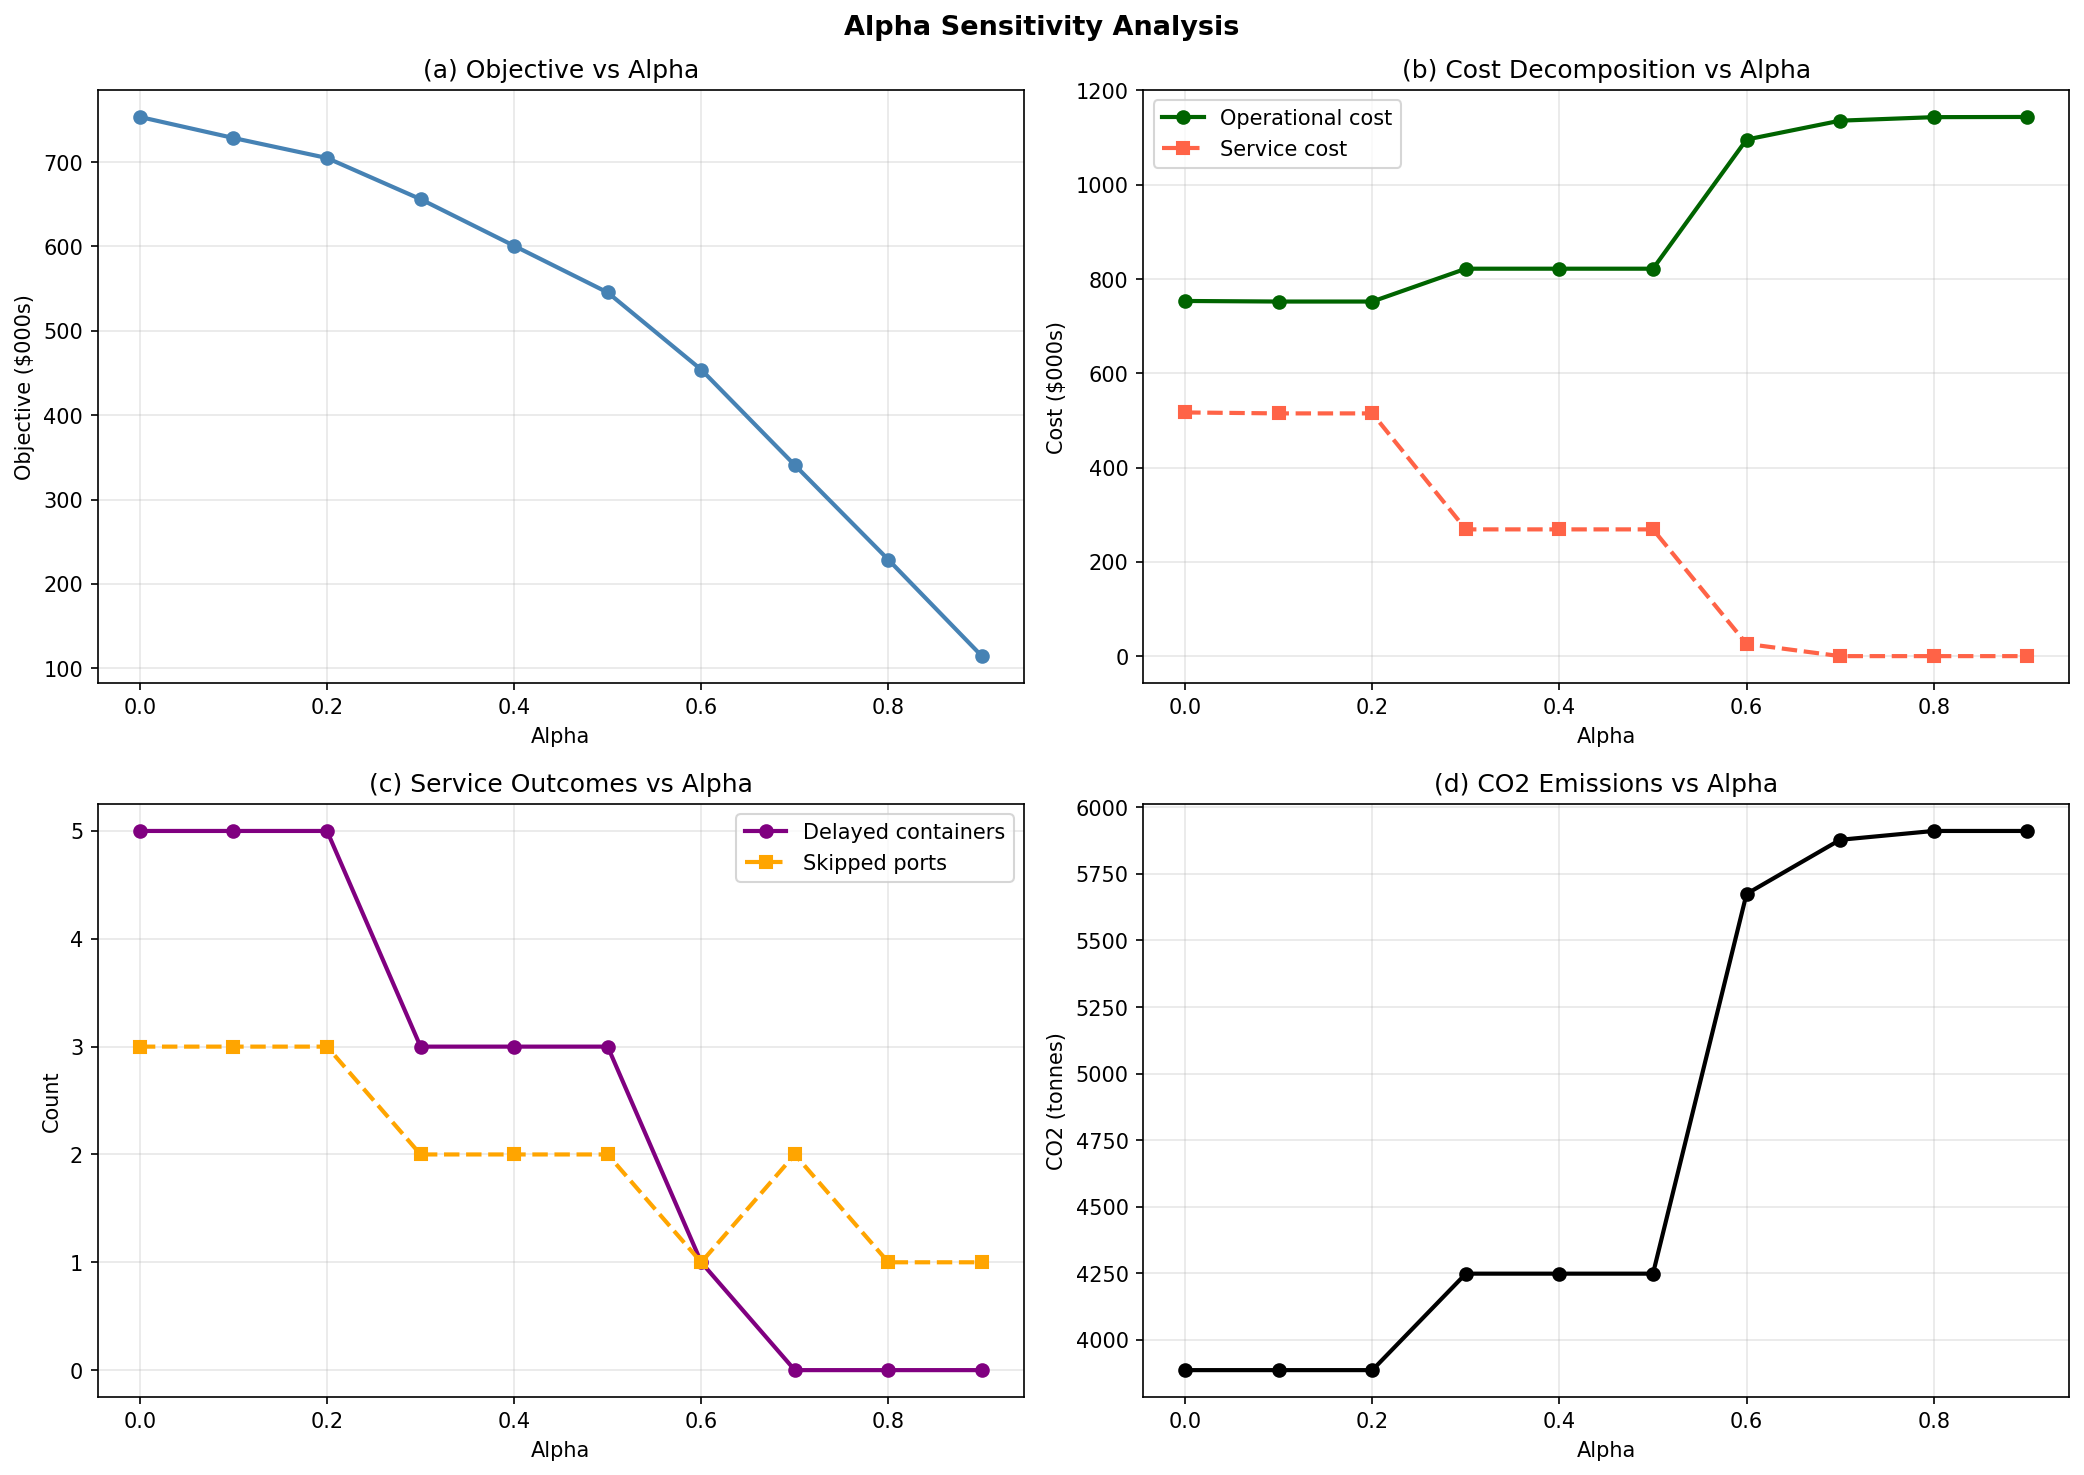 Alpha Sensitivity Analysis
(a) Objective vs Alpha
Objective ($000s)
700
600
500
400
300
200
100
0.0 0.2 0.4 0.6 0.8
Alpha
(b) Cost Decomposition vs Alpha
Operational cost
Service cost
Cost ($000s)
1200
1000
800
600
400
200
0
0.0 0.2 0.4 0.6 0.8
Alpha
(c) Service Outcomes vs Alpha
Delayed containers
Skipped ports
Count
5
4
3
2
1
0
0.0 0.2 0.4 0.6 0.8
Alpha
(d) CO2 Emissions vs Alpha
CO2 (tonnes)
6000
5750
5500
5250
5000
4750
4500
4250
4000
0.0 0.2 0.4 0.6 0.8
Alpha